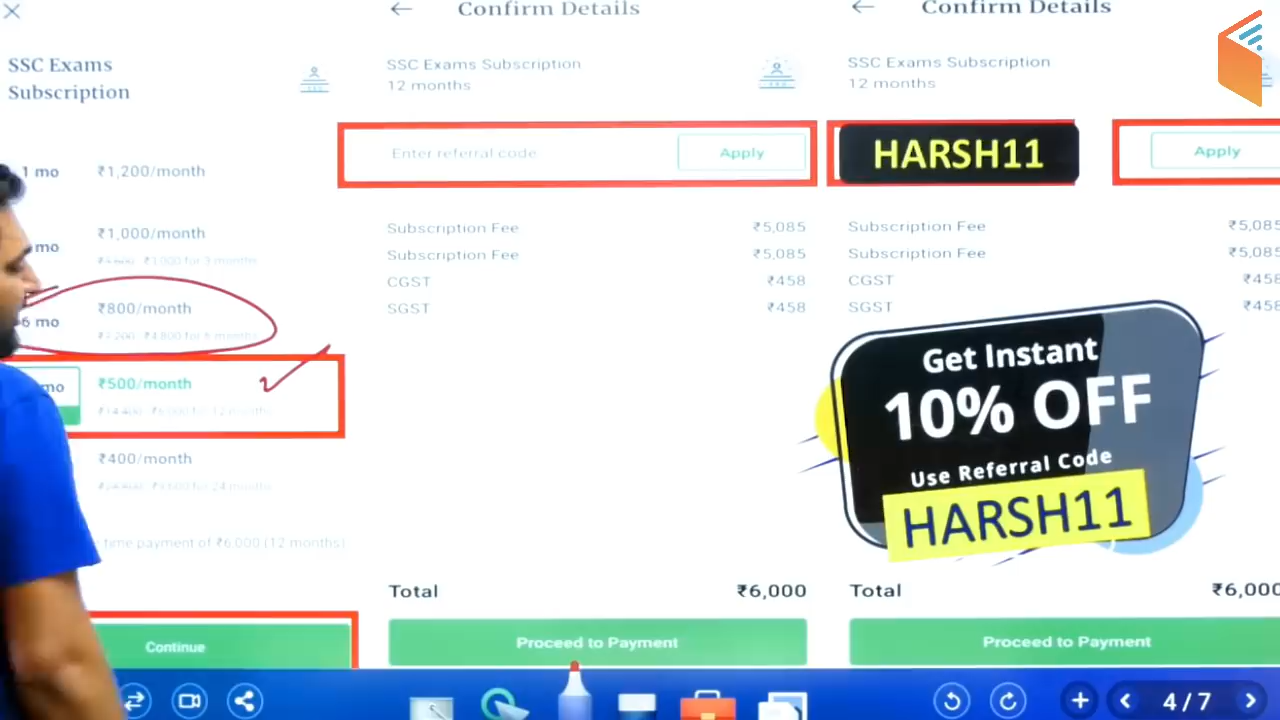 SSC Exams
Subscription
1 mo
₹1,200/month
mo
₹1,000/month
6 mo
₹800/month
mo
₹500/month
₹400/month
time payment of ₹6,000 (12 months)
Continue
Confirm Details
SSC Exams Subscription
12 months
Enter referral code
Apply
Subscription Fee ₹5,085
Subscription Fee ₹5,085
CGST ₹458
SGST ₹458
Total ₹6,000
Proceed to Payment
Confirm Details
SSC Exams Subscription
12 months
HARSH11
Apply
Subscription Fee ₹5,085
Subscription Fee ₹5,085
CGST ₹458
SGST ₹458
Get Instant
10% OFF
Use Referral Code
HARSH11
Total ₹6,000
Proceed to Payment
4 / 7